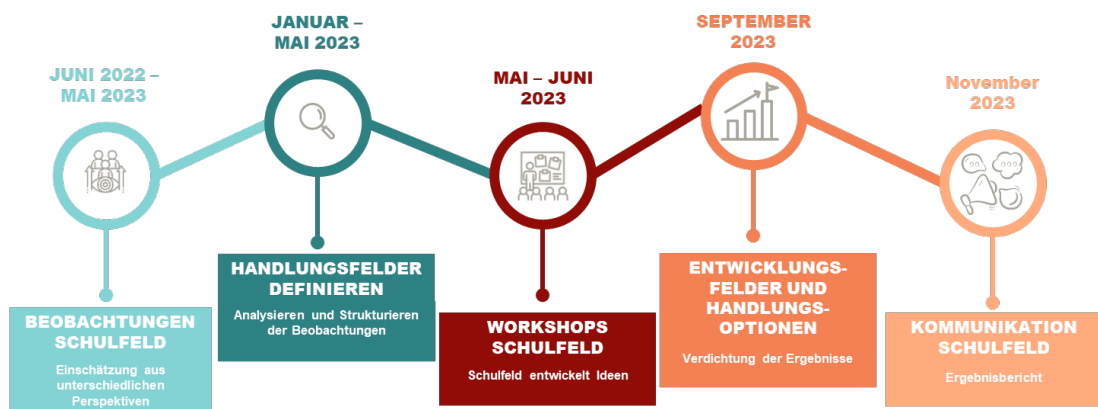 JUNI 2022 –
MAI 2023
BEOBACHTUNGEN
SCHULFELD
Einschätzung aus
unterschiedlichen
Perspektiven
JANUAR –
MAI 2023
HANDLUNGSFELDER
DEFINIEREN
Analysieren und Strukturieren
der Beobachtungen
MAI – JUNI
2023
WORKSHOPS
SCHULFELD
Schulfeld entwickelt Ideen
SEPTEMBER
2023
ENTWICKLUNGS-
FELDER UND
HANDLUNGS-
OPTIONEN
Verdichtung der Ergebnisse
November
2023
KOMMUNIKATION
SCHULFELD
Ergebnisbericht